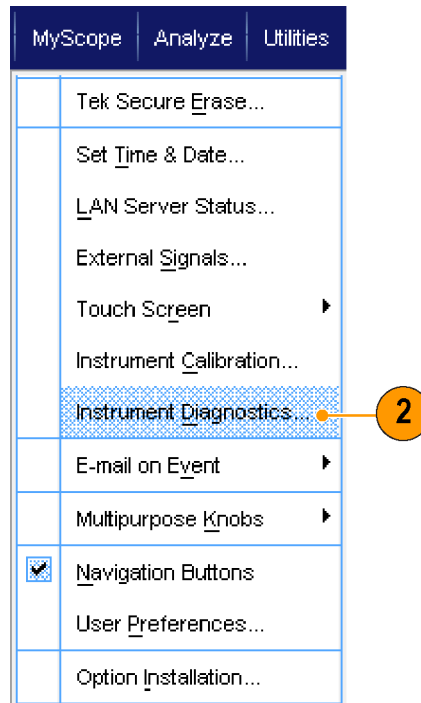 MyScope Analyze Utilities
Tek Secure Erase...
Set Time & Date...
LAN Server Status...
External Signals...
Touch Screen
Instrument Calibration...
Instrument Diagnostics... 2
E-mail on Event
Multipurpose Knobs
Navigation Buttons
User Preferences...
Option Installation...